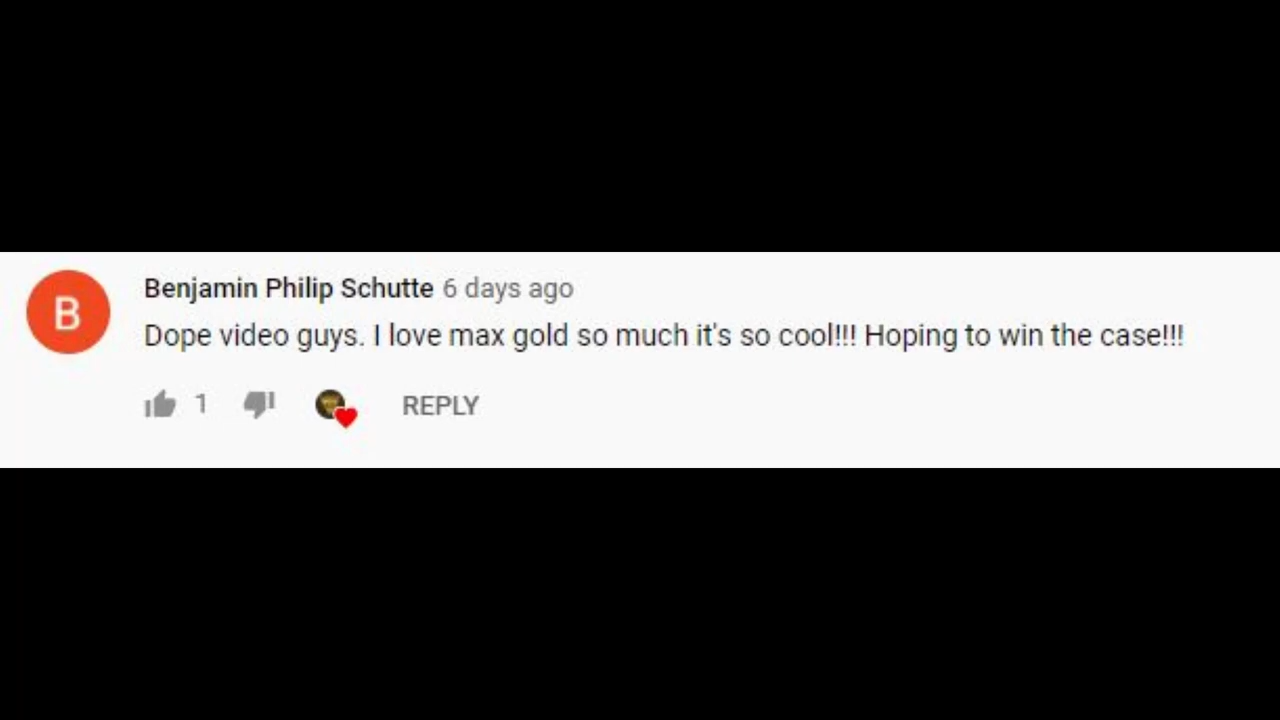 B
Benjamin Philip Schutte 6 days ago
Dope video guys. I love max gold so much it's so cool!!! Hoping to win the case!!!
1 REPLY